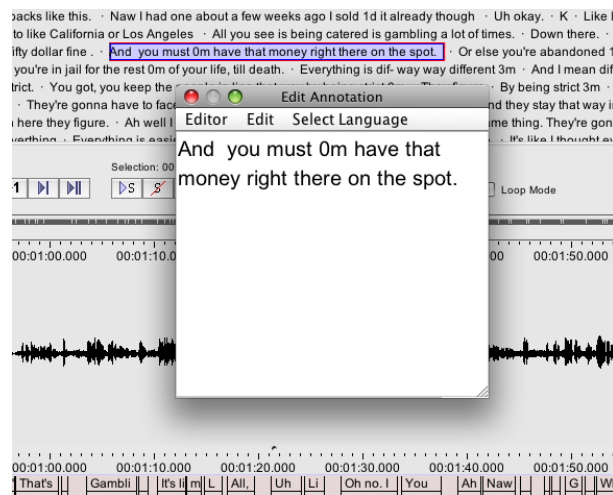 packs like this. · Naw I had one about a few weeks ago I sold 1d it already though · Uh okay. · K · Like I
to like California or Los Angeles · All you see is being catered is gambling a lot of times. · Down there. ·
fifty dollar fine . · And  you must 0m have that money right there on the spot. · Or else you're abandoned 1
you're in jail for the rest 0m of your life, till death. · Everything is dif- way way different 3m · And I mean dif
trict. · You got, you keep the
· By being strict 3m ·
· They're gonna have to face
nd they stay that way i
here they figure. · Ah well I
me thing. They're gon
Edit Annotation
Editor Edit Select Language
And  you must 0m have that
money right there on the spot.
Selection: 00
S
Loop Mode
00:01:00.000 00:01:10.0 00 00:01:50.000
00:01:00.000 00:01:10.000 00:01:20.000 00:01:30.000 00:01:40.000 00:01:50.000
That's Gambli It's li m L All, Uh Li Oh no. I You Ah Naw G W